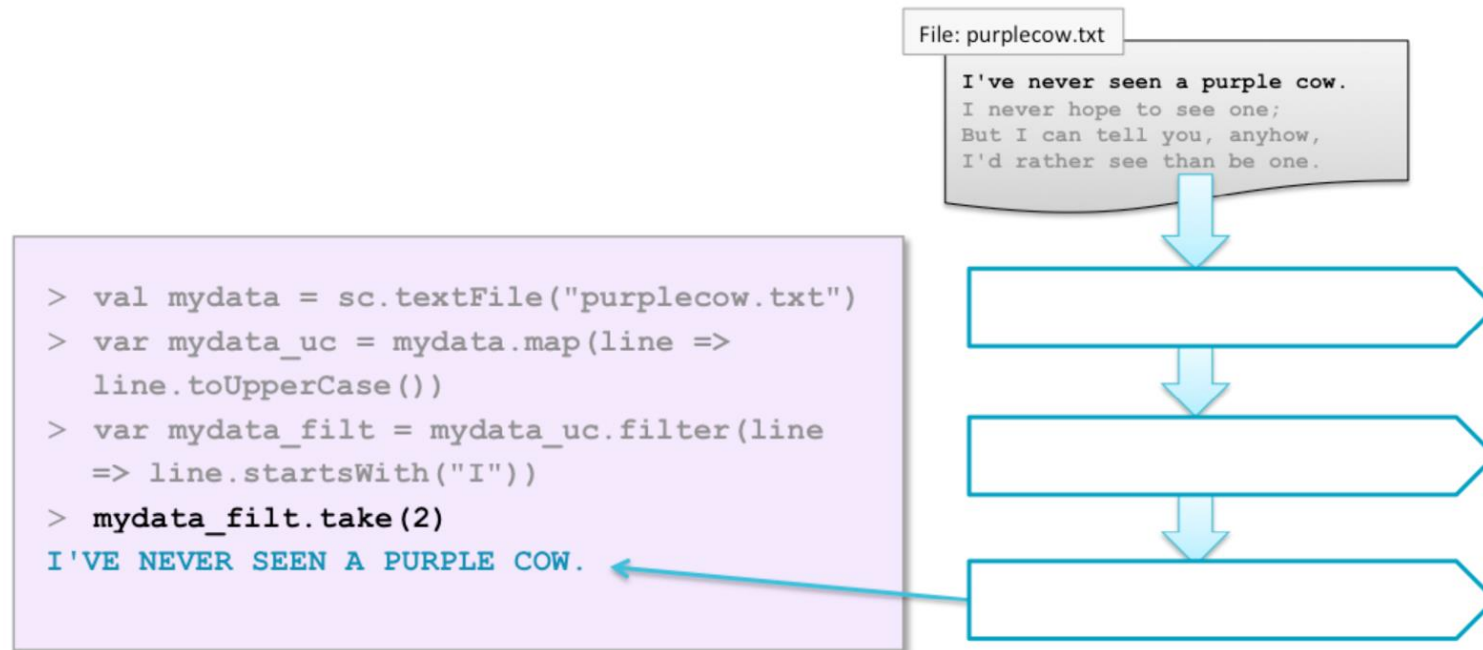 File: purplecow.txt
I've never seen a purple cow.
I never hope to see one;
But I can tell you, anyhow,
I'd rather see than be one.
> val mydata = sc.textFile("purplecow.txt")
> var mydata_uc = mydata.map(line =>
line.toUpperCase())
> var mydata_filt = mydata_uc.filter(line
=> line.startsWith("I"))
> mydata_filt.take(2)
I'VE NEVER SEEN A PURPLE COW.